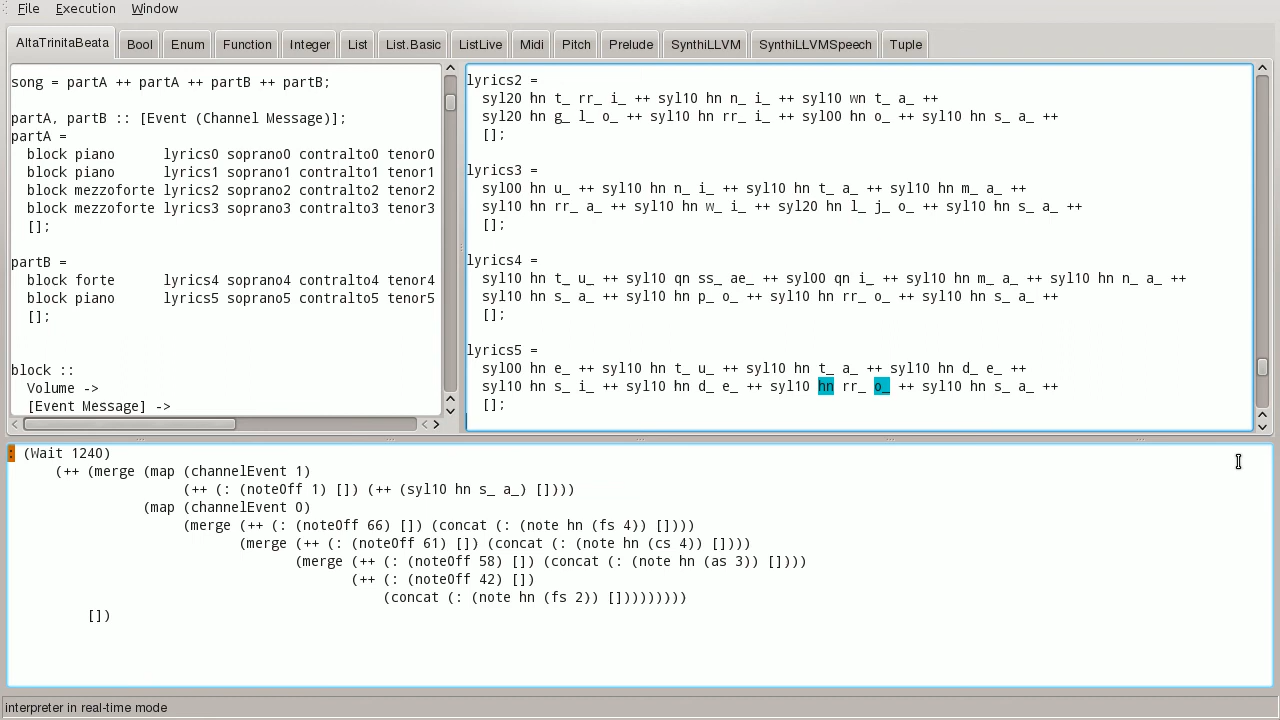 File Execution Window
AltaTrinitaBeata Bool Enum Function Integer List List.Basic ListLive Midi Pitch Prelude SynthiLLVM SynthiLLVMSpeech Tuple
song = partA ++ partA ++ partB ++ partB;
partA, partB :: [Event (Channel Message)];
partA =
block piano lyrics0 soprano0 contralto0 tenor0
block piano lyrics1 soprano1 contralto1 tenor1
block mezzoforte lyrics2 soprano2 contralto2 tenor2
block mezzoforte lyrics3 soprano3 contralto3 tenor3
[];
partB =
block forte lyrics4 soprano4 contralto4 tenor4
block piano lyrics5 soprano5 contralto5 tenor5
[];
block ::
Volume ->
[Event Message] ->
lyrics2 =
syl20 hn t_ rr_ i_ ++ syl10 hn n_ i_ ++ syl10 wn t_ a_ ++
syl20 hn g_ l_ o_ ++ syl10 hn rr_ i_ ++ syl00 hn o_ ++ syl10 hn s_ a_ ++
[];
lyrics3 =
syl00 hn u_ ++ syl10 hn n_ i_ ++ syl10 hn t_ a_ ++ syl10 hn m_ a_ ++
syl10 hn rr_ a_ ++ syl10 hn w_ i_ ++ syl20 hn l_ j_ o_ ++ syl10 hn s_ a_ ++
[];
lyrics4 =
syl10 hn t_ u_ ++ syl10 qn ss_ ae_ ++ syl00 qn i_ ++ syl10 hn m_ a_ ++ syl10 hn n_ a_ ++
syl10 hn s_ a_ ++ syl10 hn p_ o_ ++ syl10 hn rr_ o_ ++ syl10 hn s_ a_ ++
[];
lyrics5 =
syl00 hn e_ ++ syl10 hn t_ u_ ++ syl10 hn t_ a_ ++ syl10 hn d_ e_ ++
syl10 hn s_ i_ ++ syl10 hn d_ e_ ++ syl10 hn rr_ o_ ++ syl10 hn s_ a_ ++
[];
: (Wait 1240)
(++ (merge (map (channelEvent 1)
(++ (: (noteOff 1) []) (++ (syl10 hn s_ a_) [])))
(map (channelEvent 0)
(merge (++ (: (noteOff 66) []) (concat (: (note hn (fs 4)) [])))
(merge (++ (: (noteOff 61) []) (concat (: (note hn (cs 4)) [])))
(merge (++ (: (noteOff 58) []) (concat (: (note hn (as 3)) [])))
(++ (: (noteOff 42) [])
(concat (: (note hn (fs 2)) []))))))))
[])
interpreter in real-time mode